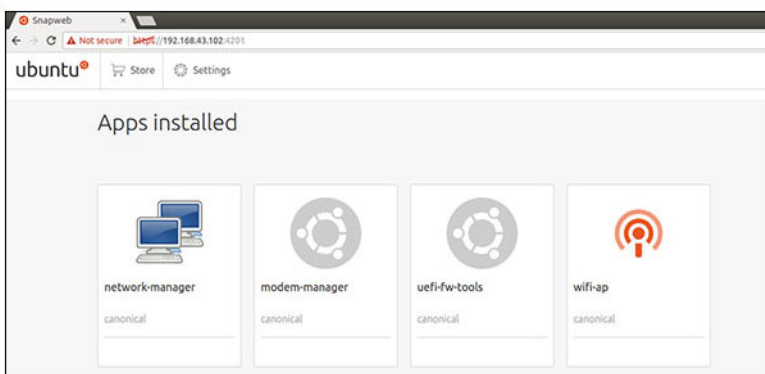 Snapweb
Not secure https://192.168.43.102:4201
ubuntu Store Settings
Apps installed
network-manager modem-manager uefi-fw-tools wifi-ap
canonical canonical canonical canonical